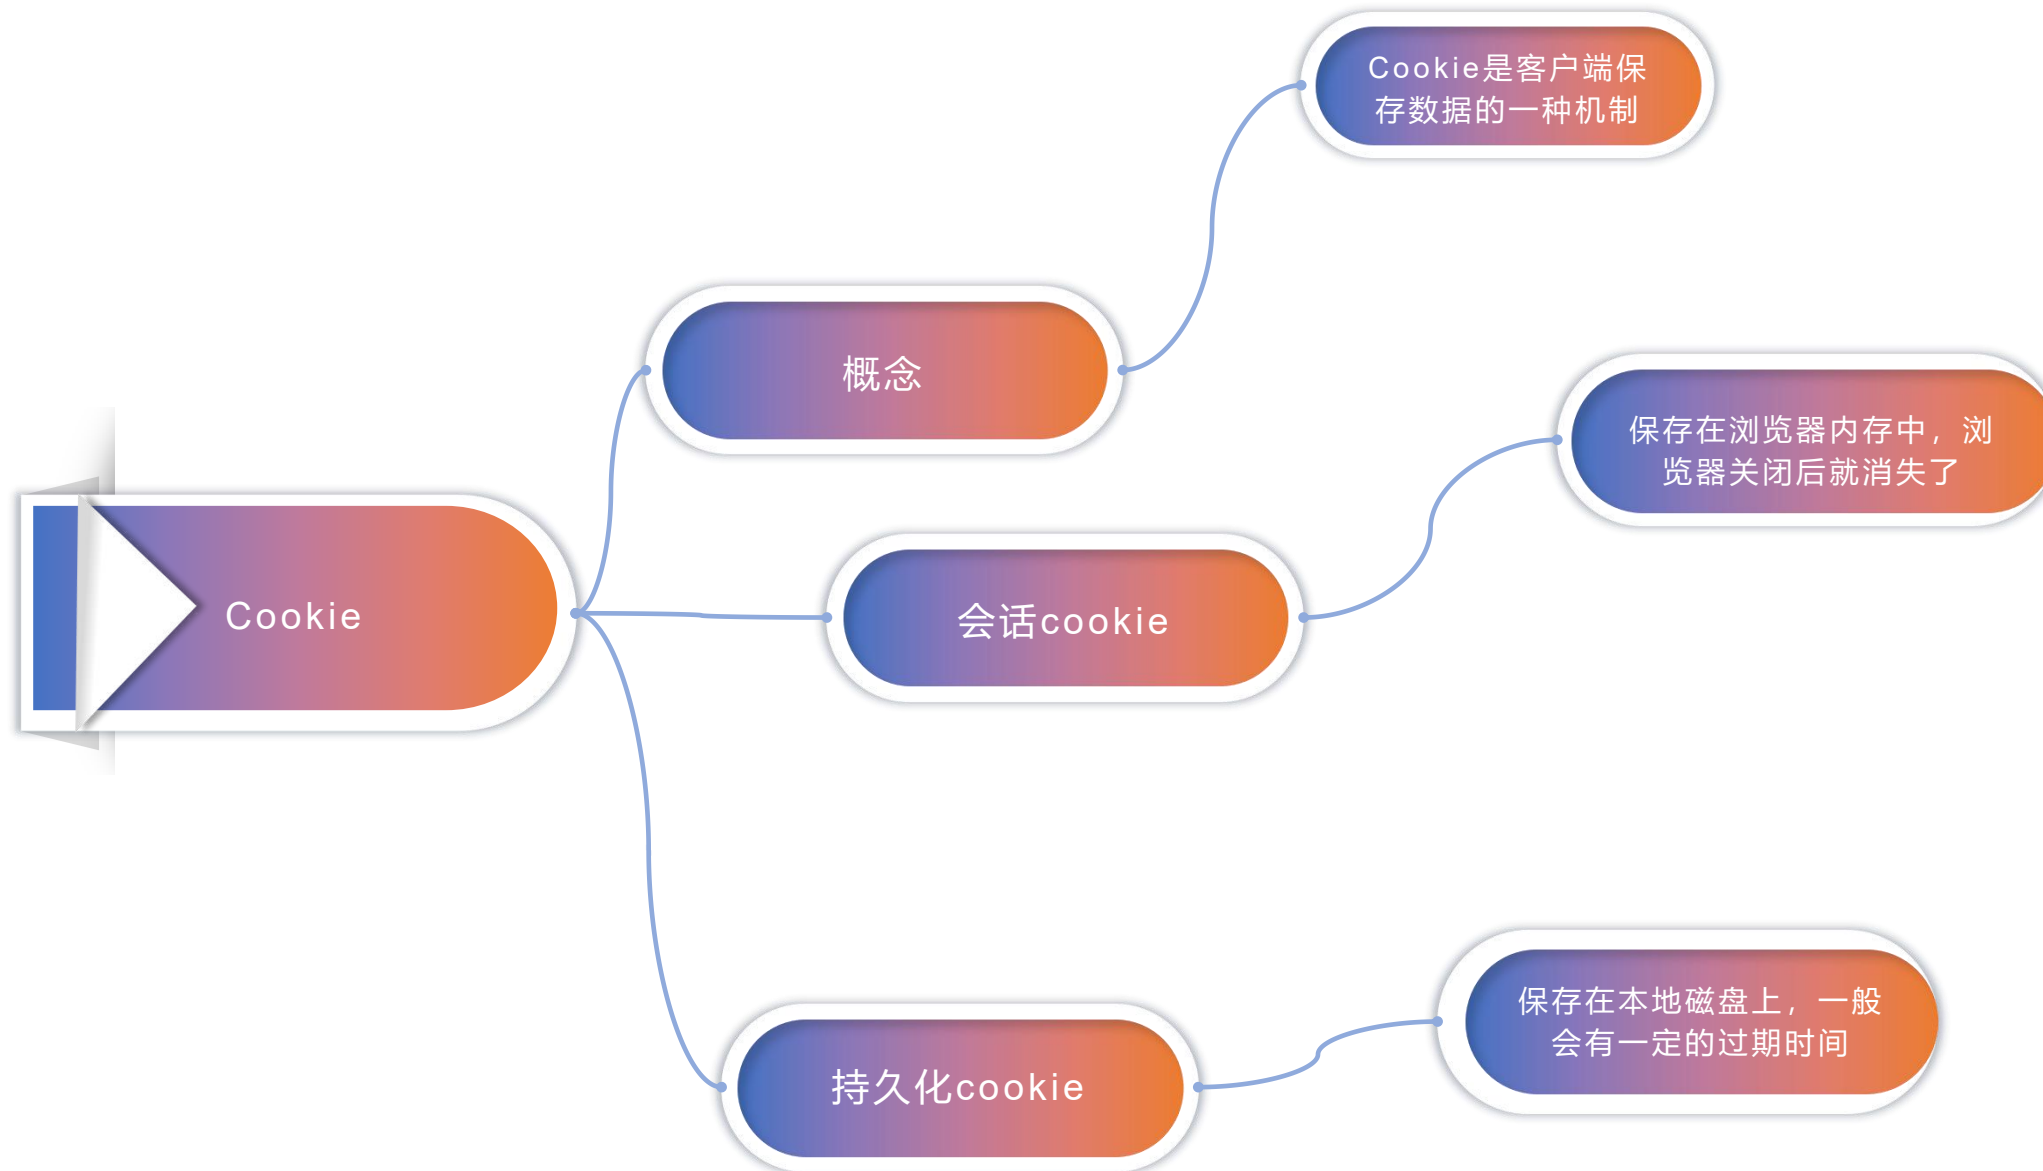 Cookie是客户端保
存数据的一种机制
概念
保存在浏览器内存中，浏
览器关闭后就消失了
Cookie
会话cookie
保存在本地磁盘上，一般
会有一定的过期时间
持久化cookie